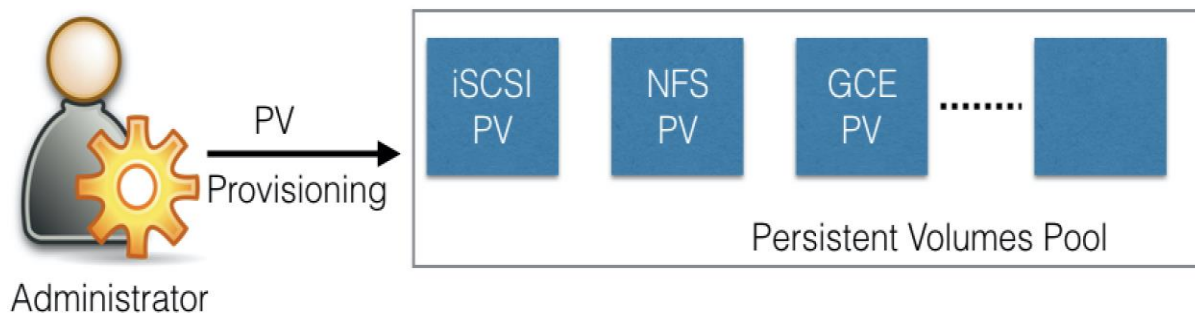 iSCSI
PV
NFS
PV
GCE
PV
PV
Provisioning
Persistent Volumes Pool
Administrator